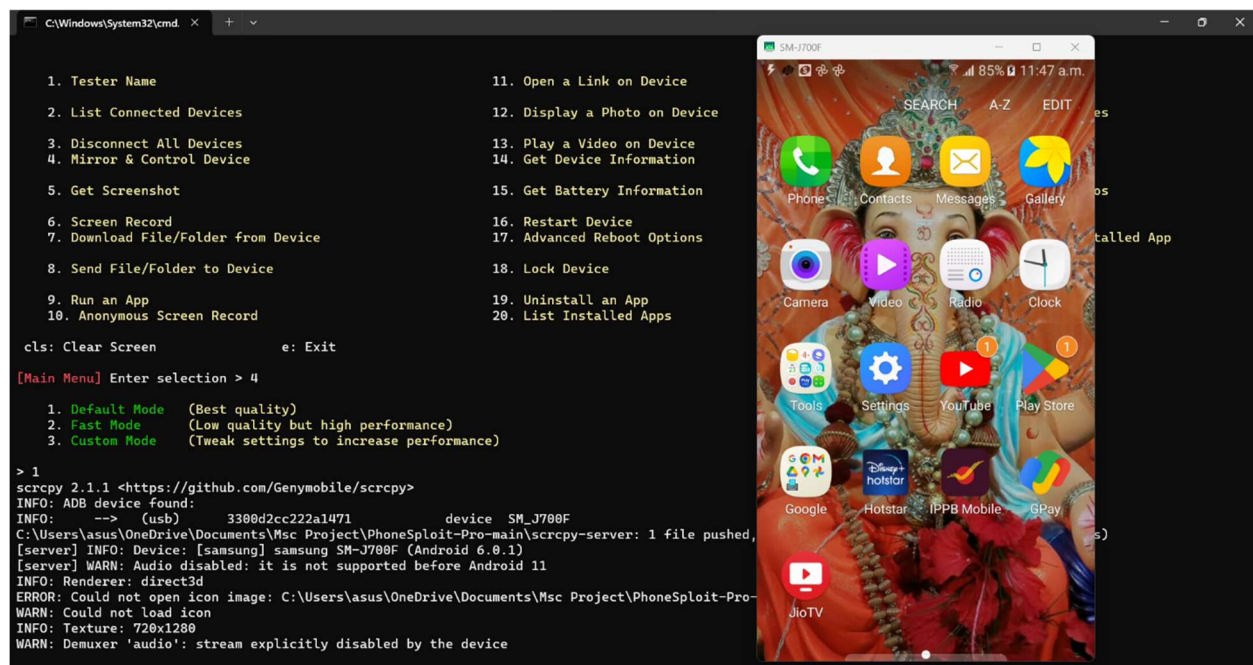 C:\Windows\System32\cmd.
1. Tester Name
11. Open a Link on Device
2. List Connected Devices
12. Display a Photo on Device
es
3. Disconnect All Devices
13. Play a Video on Device
4. Mirror & Control Device
14. Get Device Information
5. Get Screenshot
15. Get Battery Information
os
6. Screen Record
16. Restart Device
7. Download File/Folder from Device
17. Advanced Reboot Options
talled App
8. Send File/Folder to Device
18. Lock Device
9. Run an App
19. Uninstall an App
10. Anonymous Screen Record
20. List Installed Apps
cls: Clear Screen e: Exit
[Main Menu] Enter selection > 4
1. Default Mode (Best quality)
2. Fast Mode (Low quality but high performance)
3. Custom Mode (Tweak settings to increase performance)
> 1
scrcpy 2.1.1 <https://github.com/Genymobile/scrcpy>
INFO: ADB device found:
INFO: --> (usb) 3300d2cc222a1471 device SM_J700F
C:\Users\asus\OneDrive\Documents\Msc Project\PhoneSploit-Pro-main\scrcpy-server: 1 file pushed, s)
[server] INFO: Device: [samsung] samsung SM-J700F (Android 6.0.1)
[server] WARN: Audio disabled: it is not supported before Android 11
INFO: Renderer: direct3d
ERROR: Could not open icon image: C:\Users\asus\OneDrive\Documents\Msc Project\PhoneSploit-Pro-
WARN: Could not load icon
INFO: Texture: 720x1280
WARN: Demuxer 'audio': stream explicitly disabled by the device
SM-J700F
85% 11:47 a.m.
SEARCH A-Z EDIT
Phone Contacts Messages Gallery
Camera Video Radio Clock
1 1
Tools Settings YouTube Play Store
GOM
Disney+
hotstar
Google Hotstar IPPB Mobile GPay
JioTV